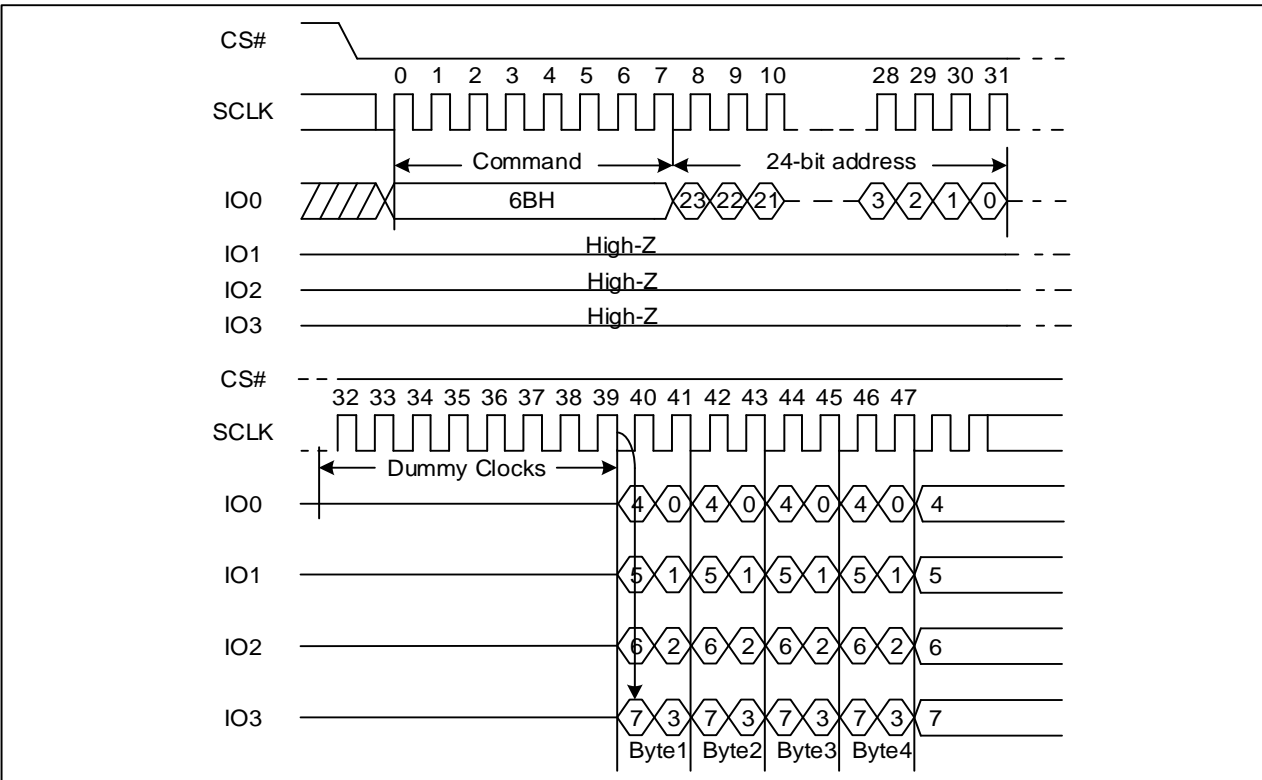 CS#
0 1 2 3 4 5 6 7 8 9 10 28 29 30 31
SCLK
Command 24-bit address
IO0 6BH 23 22 21 3 2 1 0
IO1 High-Z
IO2 High-Z
IO3 High-Z
CS#
32 33 34 35 36 37 38 39 40 41 42 43 44 45 46 47
SCLK
Dummy Clocks
IO0 4 0 4 0 4 0 4 0 4
IO1 5 1 5 1 5 1 5 1 5
IO2 6 2 6 2 6 2 6 2 6
IO3 7 3 7 3 7 3 7 3 7
Byte1 Byte2 Byte3 Byte4